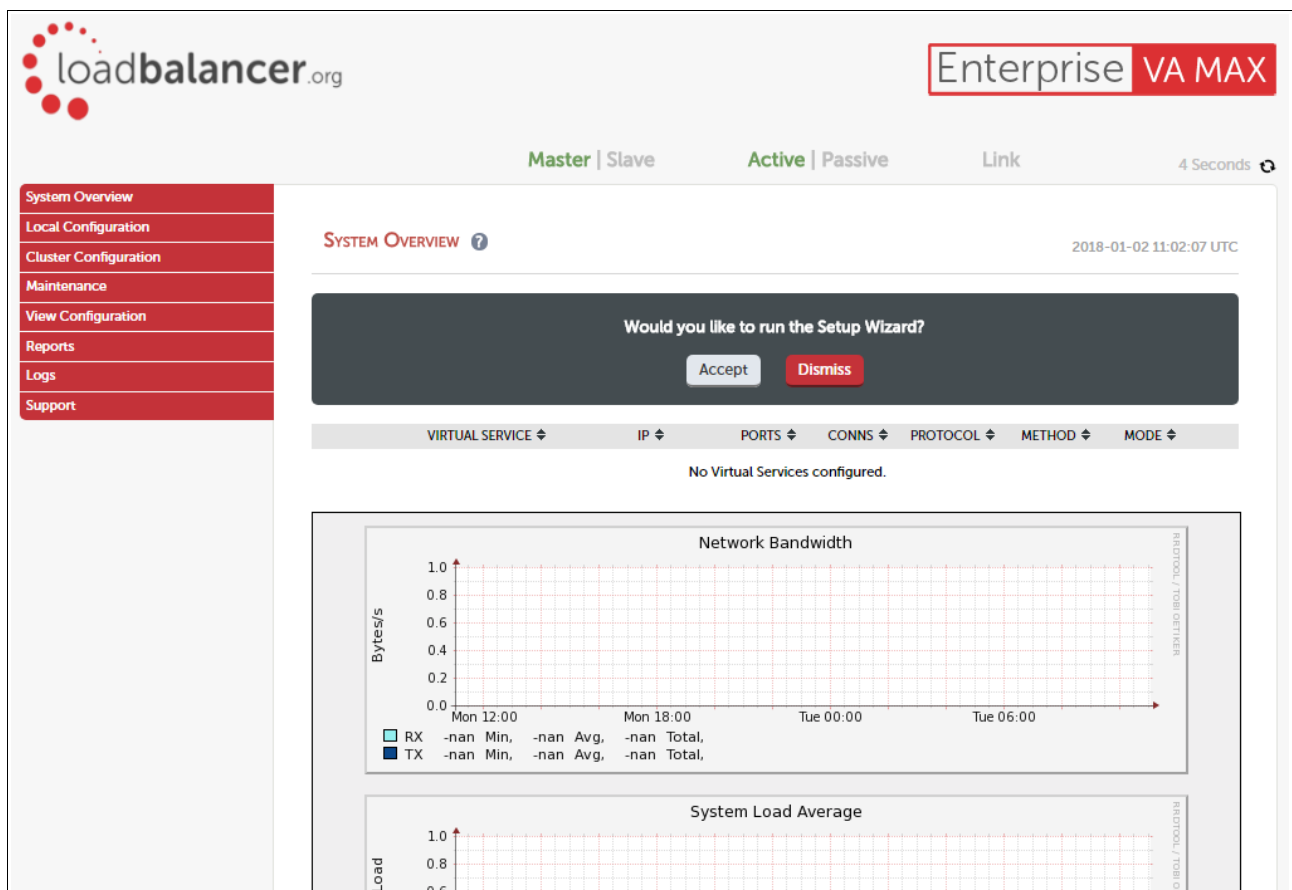 loadbalancer.org
Enterprise VA MAX
Master | Slave Active | Passive Link 4 Seconds
System Overview
Local Configuration
Cluster Configuration
Maintenance
View Configuration
Reports
Logs
Support
SYSTEM OVERVIEW ?
2018-01-02 11:02:07 UTC
Would you like to run the Setup Wizard?
Accept Dismiss
VIRTUAL SERVICE IP PORTS CONNS PROTOCOL METHOD MODE
No Virtual Services configured.
Network Bandwidth
RRDTOOL / TOBI OETIKER
Bytes/s
1.0
0.8
0.6
0.4
0.2
0.0
Mon 12:00 Mon 18:00 Tue 00:00 Tue 06:00
RX -nan Min, -nan Avg, -nan Total,
TX -nan Min, -nan Avg, -nan Total,
System Load Average
RRDTOOL / TOBI O
Load
1.0
0.8